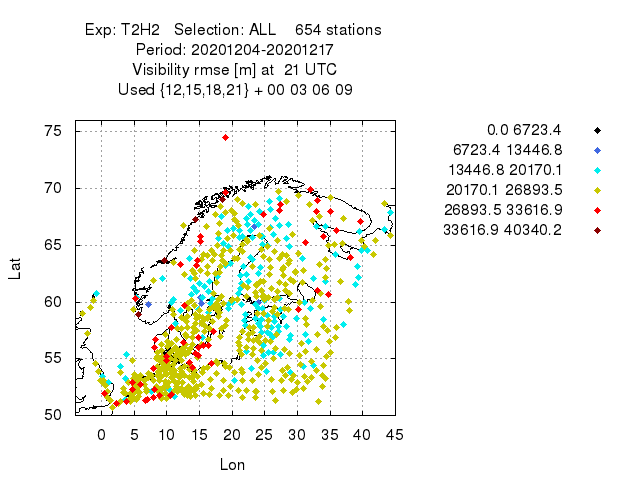 Exp: T2H2   Selection: ALL    654 stations
Period: 20201204-20201217
Visibility rmse [m] at  21 UTC
Used {12,15,18,21} + 00 03 06 09
0.0 6723.4
6723.4 13446.8
13446.8 20170.1
20170.1 26893.5
26893.5 33616.9
33616.9 40340.2
75
70
65
60
55
50
Lat
0 5 10 15 20 25 30 35 40 45
Lon